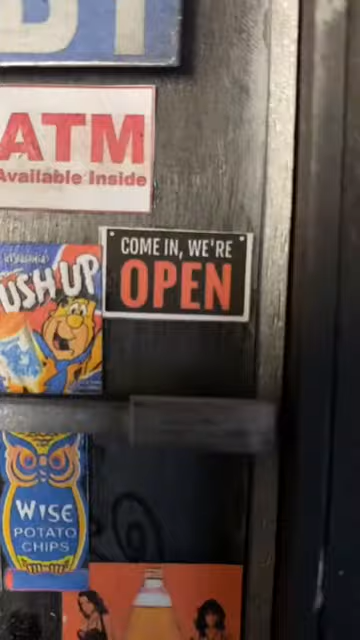 ATM
Available Inside
COME IN, WE'RE
OPEN
USH UP
WISE
POTATO
CHIPS